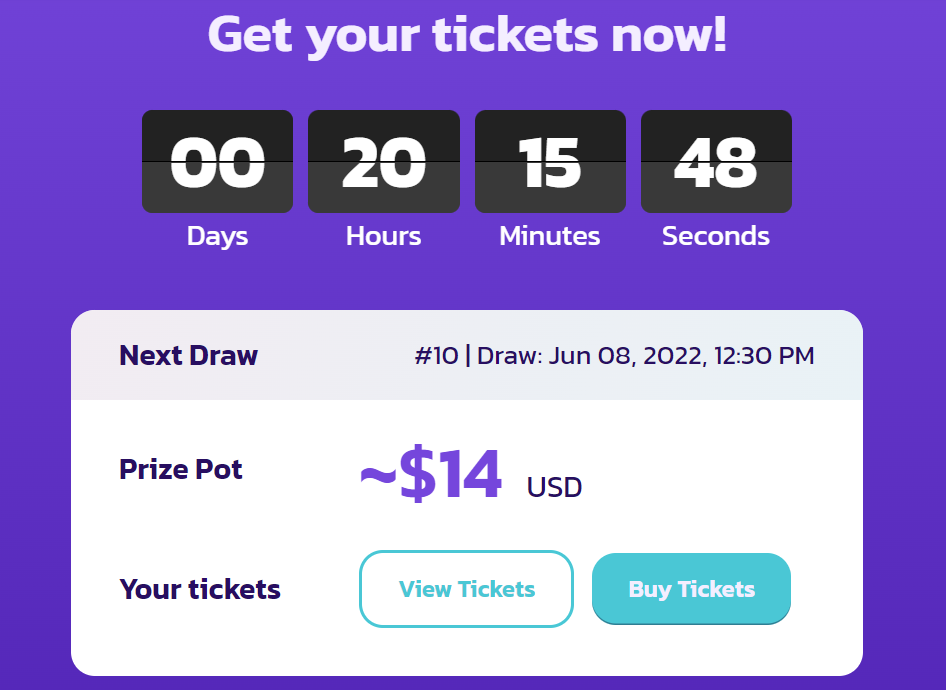 Get your tickets now!
00 20 15 48
Days Hours Minutes Seconds
Next Draw #10 | Draw: Jun 08, 2022, 12:30 PM
Prize Pot ~$14 USD
Your tickets View Tickets Buy Tickets